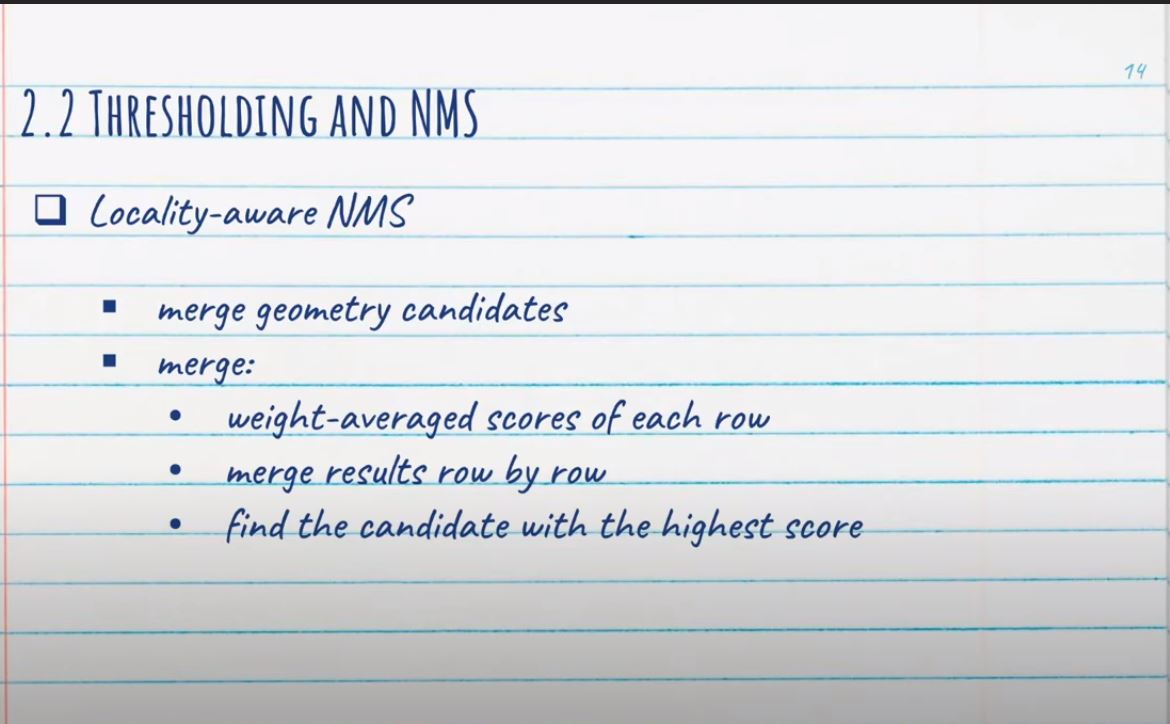 14
2.2 THRESHOLDING AND NMS
Locality-aware NMS
merge geometry candidates
merge:
weight-averaged scores of each row
merge results row by row
find the candidate with the highest score